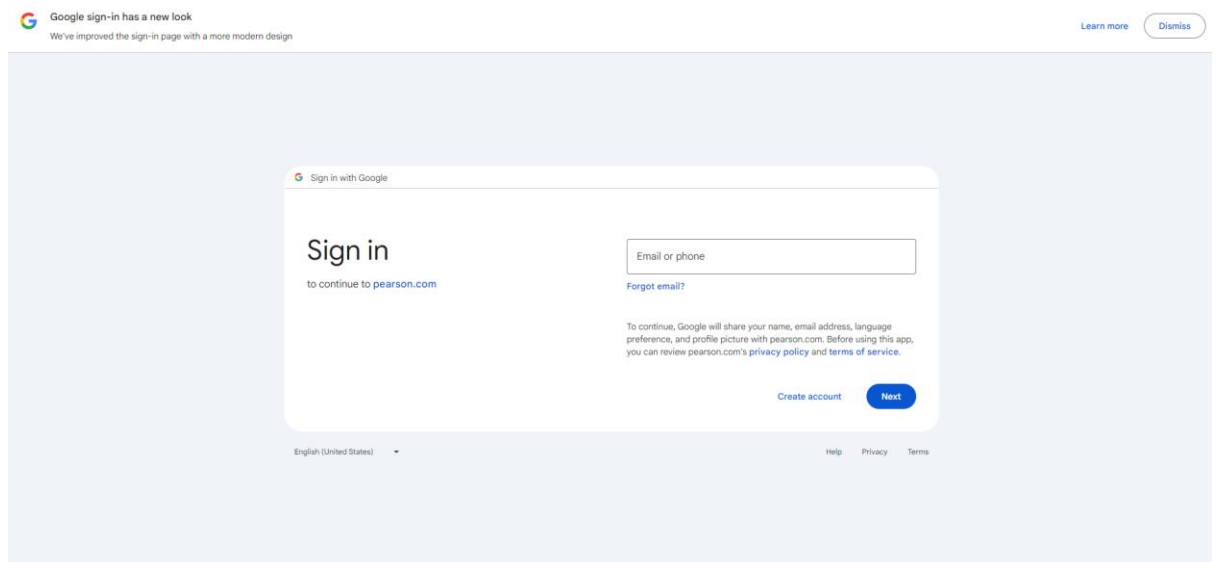 Google sign-in has a new look
We've improved the sign-in page with a more modern design
Learn more
Dismiss
Sign in with Google
Sign in
to continue to pearson.com
Email or phone
Forgot email?
To continue, Google will share your name, email address, language
preference, and profile picture with pearson.com. Before using this app,
you can review pearson.com's privacy policy and terms of service.
Create account
Next
English (United States)
Help
Privacy
Terms